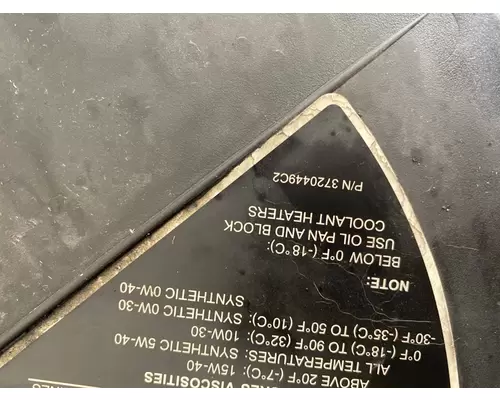 ONES VISCOSITIES
ABOVE 20°F (-7°C): 15W-40
ALL TEMPERATURES: SYNTHETIC 5W-40
0°F (-18°C) TO 90°F (32°C): 10W-30
-30°F (-35°C) TO 50°F (10°C):
SYNTHETIC 0W-30
SYNTHETIC 0W-40
NOTE:
BELOW 0°F (-18°C):
USE OIL PAN AND BLOCK
COOLANT HEATERS
P/N 3720449C2